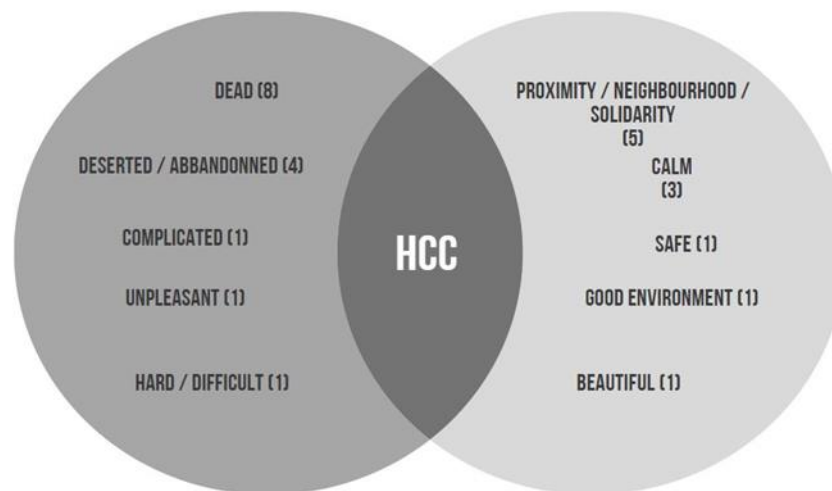 DEAD (8)
DESERTED / ABBANDONNED (4)
COMPLICATED (1)
UNPLEASANT (1)
HARD / DIFFICULT (1)
HCC
PROXIMITY / NEIGHBOURHOOD /
SOLIDARITY
(5)
CALM
(3)
SAFE (1)
GOOD ENVIRONMENT (1)
BEAUTIFUL (1)